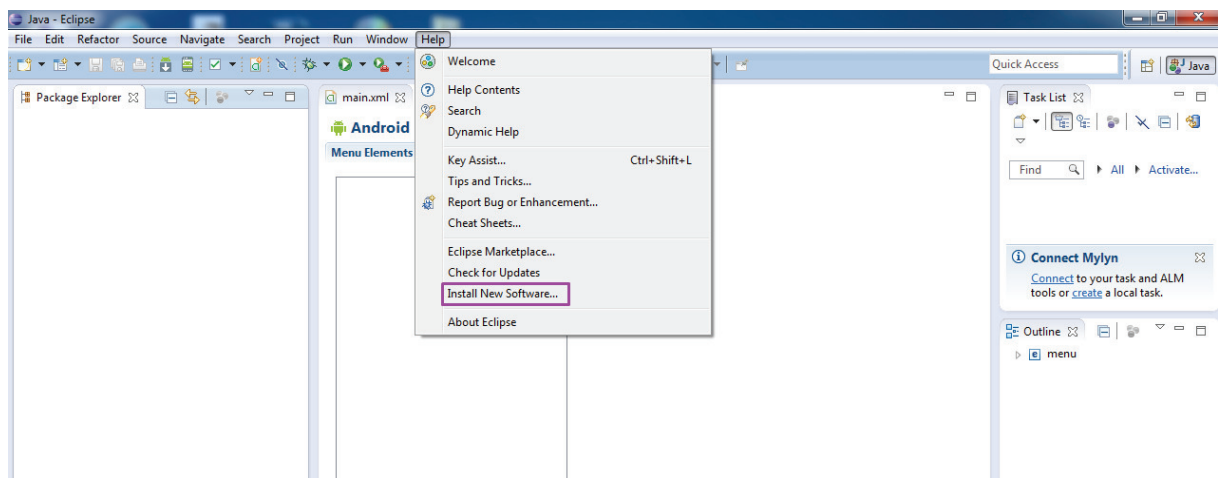 Java - Eclipse
File Edit Refactor Source Navigate Search Project Run Window Help
Quick Access
Java
Package Explorer
main.xml
Android
Menu Elements
Welcome
Help Contents
Search
Dynamic Help
Key Assist... Ctrl+Shift+L
Tips and Tricks...
Report Bug or Enhancement...
Cheat Sheets...
Eclipse Marketplace...
Check for Updates
Install New Software...
About Eclipse
Task List
Find All Activate...
Connect Mylyn
Connect to your task and ALM
tools or create a local task.
Outline
menu